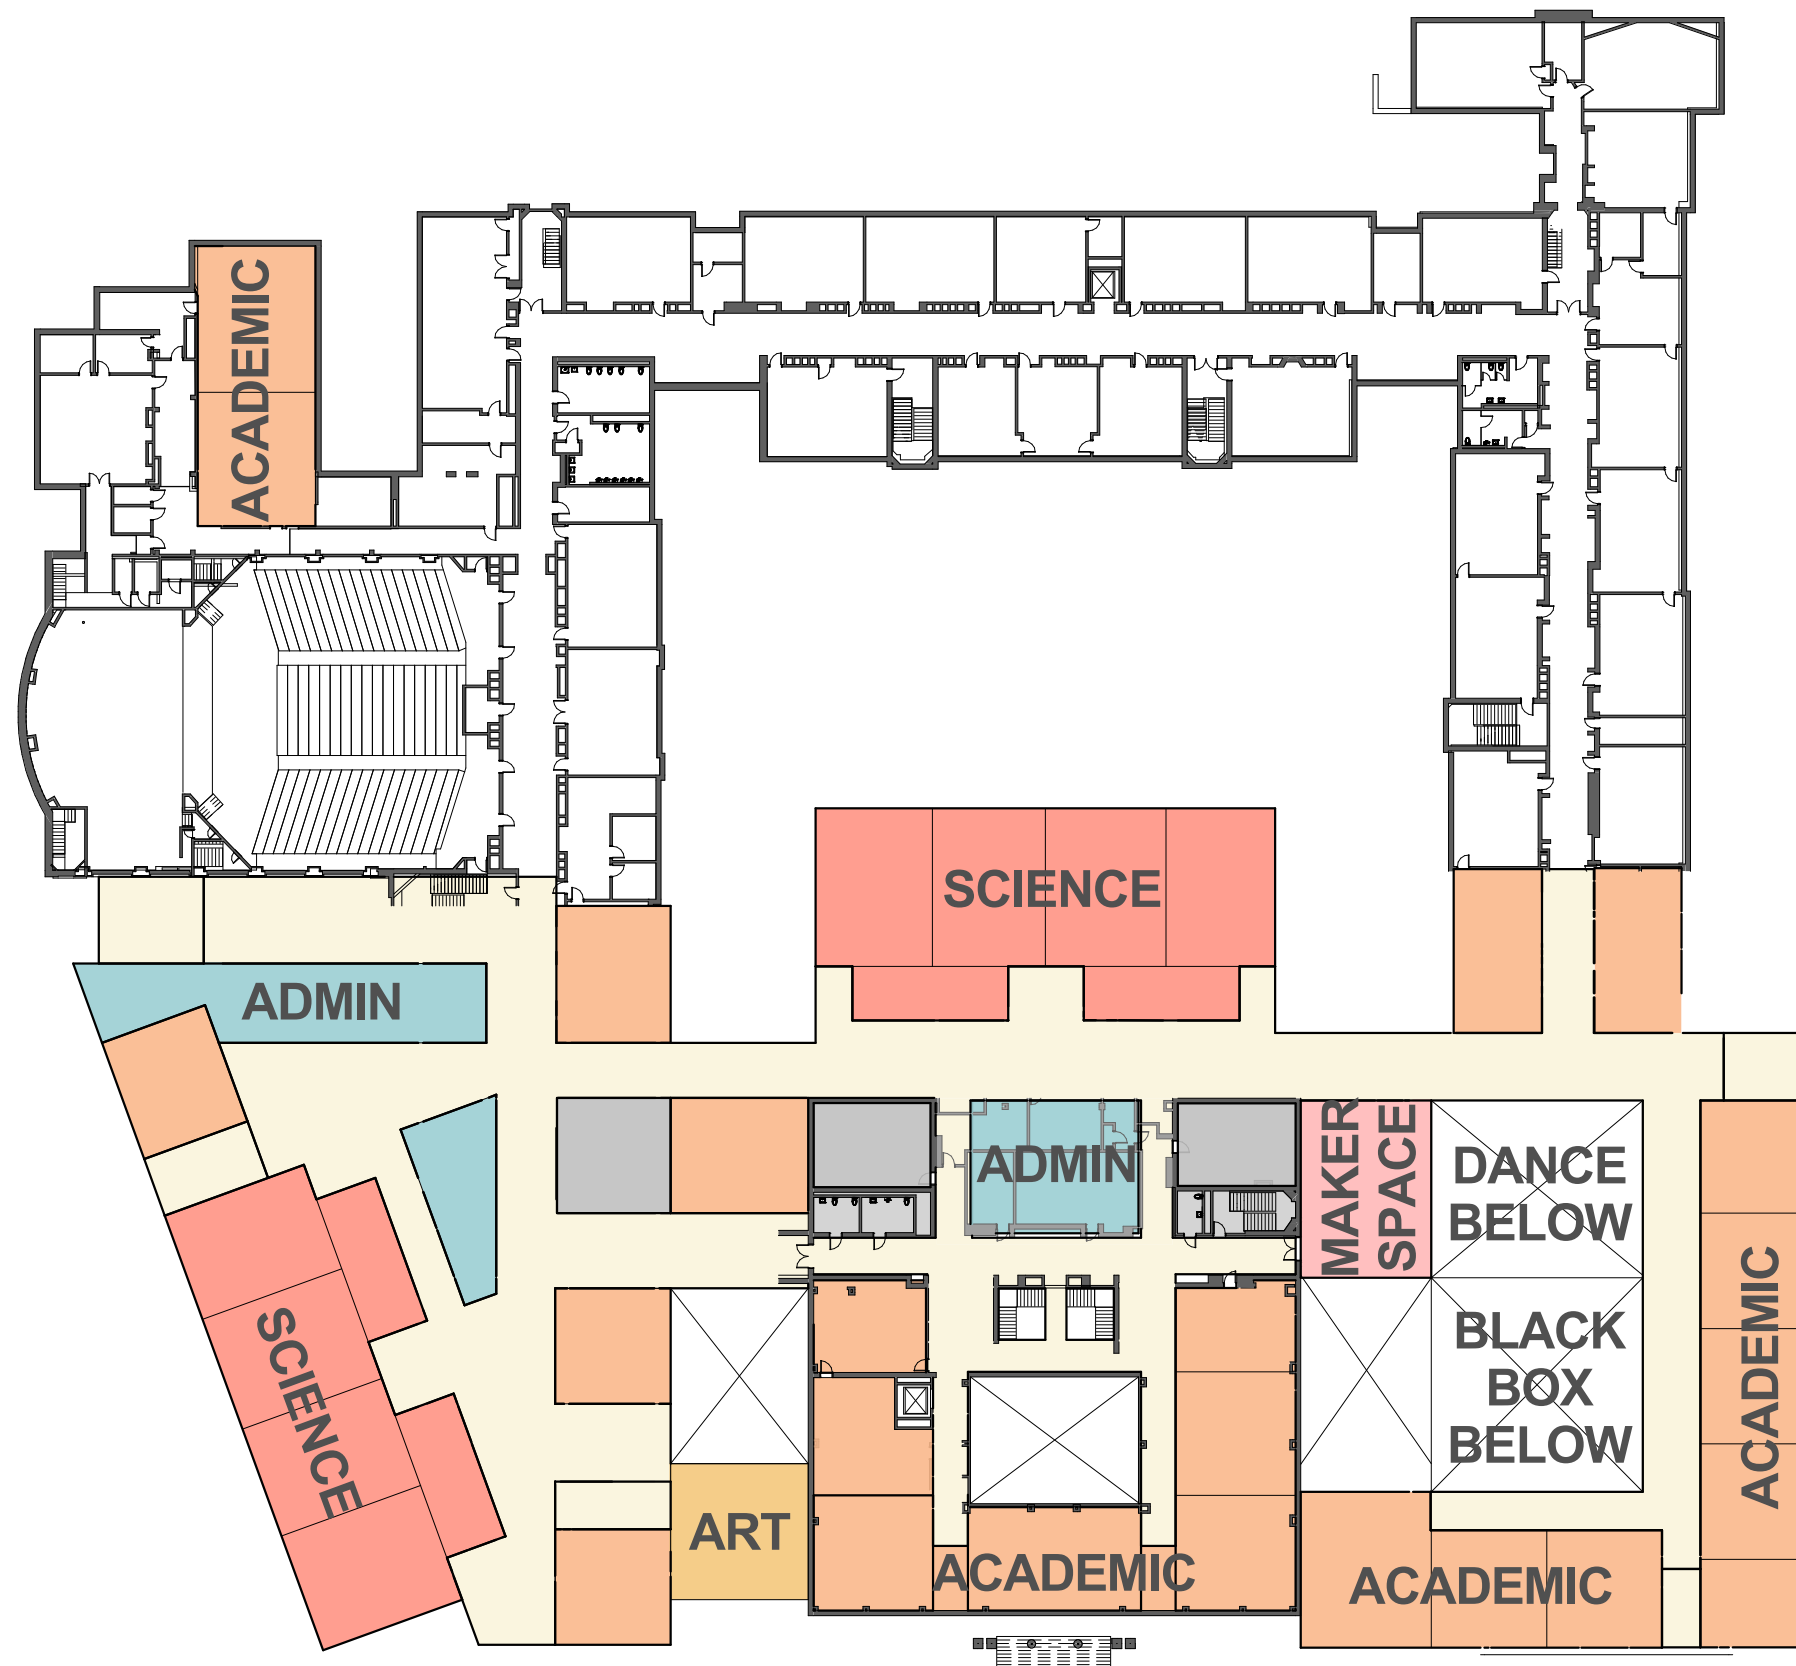 ACADEMIC
SCIENCE
ADMIN
ADMIN
MAKER
SPACE
DANCE
BELOW
SCIENCE
BLACK
BOX
BELOW
ACADEMIC
ART
ACADEMIC
ACADEMIC